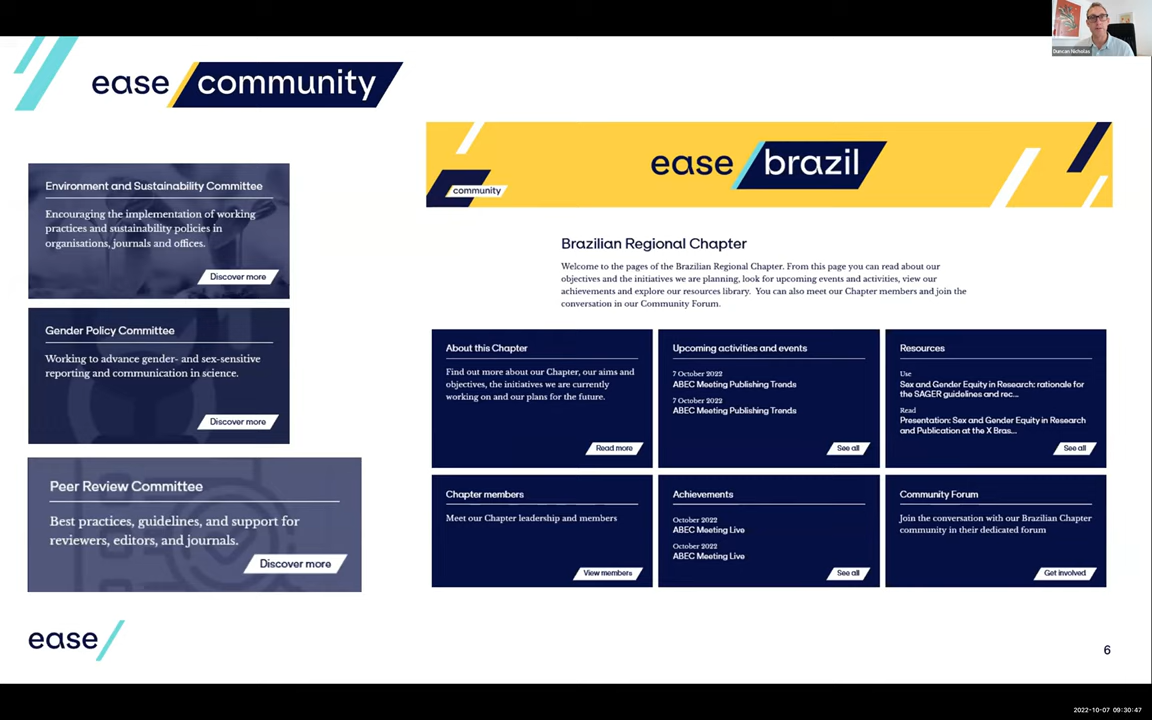 Duncan Nicholas
ease community
Environment and Sustainability Committee
Encouraging the implementation of working
practices and sustainability policies in
organisations, journals and offices.
Discover more
Gender Policy Committee
Working to advance gender- and sex-sensitive
reporting and communication in science.
Discover more
Peer Review Committee
Best practices, guidelines, and support for
reviewers, editors, and journals.
Discover more
community
ease brazil
Brazilian Regional Chapter
Welcome to the pages of the Brazilian Regional Chapter. From this page you can read about our
objectives and the initiatives we are planning, look for upcoming events and activities, view our
achievements and explore our resources library. You can also meet our Chapter members and join the
conversation in our Community Forum.
About this Chapter
Find out more about our Chapter, our aims and
objectives, the initiatives we are currently
working on and our plans for the future.
Read more
Upcoming activities and events
7 October 2022
ABEC Meeting Publishing Trends
7 October 2022
ABEC Meeting Publishing Trends
See all
Resources
Use
Sex and Gender Equity in Research: rationale for
the SAGER guidelines and rec...
Read
Presentation: Sex and Gender Equity in Research
and Publication at the X Bras...
See all
Chapter members
Meet our Chapter leadership and members
View members
Achievements
October 2022
ABEC Meeting Live
October 2022
ABEC Meeting Live
See all
Community Forum
Join the conversation with our Brazilian Chapter
community in their dedicated forum
Get involved
ease
6
2022-10-07 09:30:47